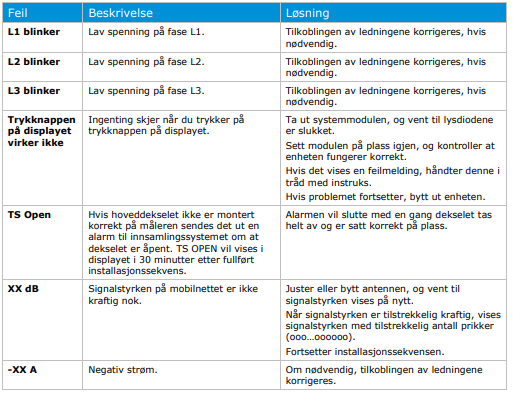 Feil Beskrivelse Løsning
L1 blinker Lav spenning på fase L1. Tilkoblingen av ledningene korrigeres, hvis
nødvendig.
L2 blinker Lav spenning på fase L2. Tilkoblingen av ledningene korrigeres, hvis
nødvendig.
L3 blinker Lav spenning på fase L3. Tilkoblingen av ledningene korrigeres, hvis
nødvendig.
Trykknappen
på displayet
virker ikke
Ingenting skjer når du trykker på
trykknappen på displayet.
Ta ut systemmodulen, og vent til lysdiodene
er slukket.
Sett modulen på plass igjen, og kontroller at
enheten fungerer korrekt.
Hvis det vises en feilmelding, håndter denne i
tråd med instruks.
Hvis problemet fortsetter, bytt ut enheten.
TS Open
Hvis hoveddekselet ikke er montert
korrekt på måleren sendes det ut en
alarm til innsamlingssystemet om at
dekselet er åpent. TS OPEN vil vises i
displayet i 30 minutter etter fullført
installasjonssekvens.
Alarmen vil slutte med en gang dekselet tas
helt av og er satt korrekt på plass.
XX dB
Signalstyrken på mobilnettet er ikke
kraftig nok.
Juster eller bytt antennen, og vent til
signalstyrken vises på nytt.
Når signalstyrken er tilstrekkelig kraftig, vises
signalstyrken med tilstrekkelig antall prikker
(ooo…oooooo).
Fortsetter installasjonssekvensen.
-XX A Negativ strøm. Om nødvendig, tilkoblingen av ledningene
korrigeres.